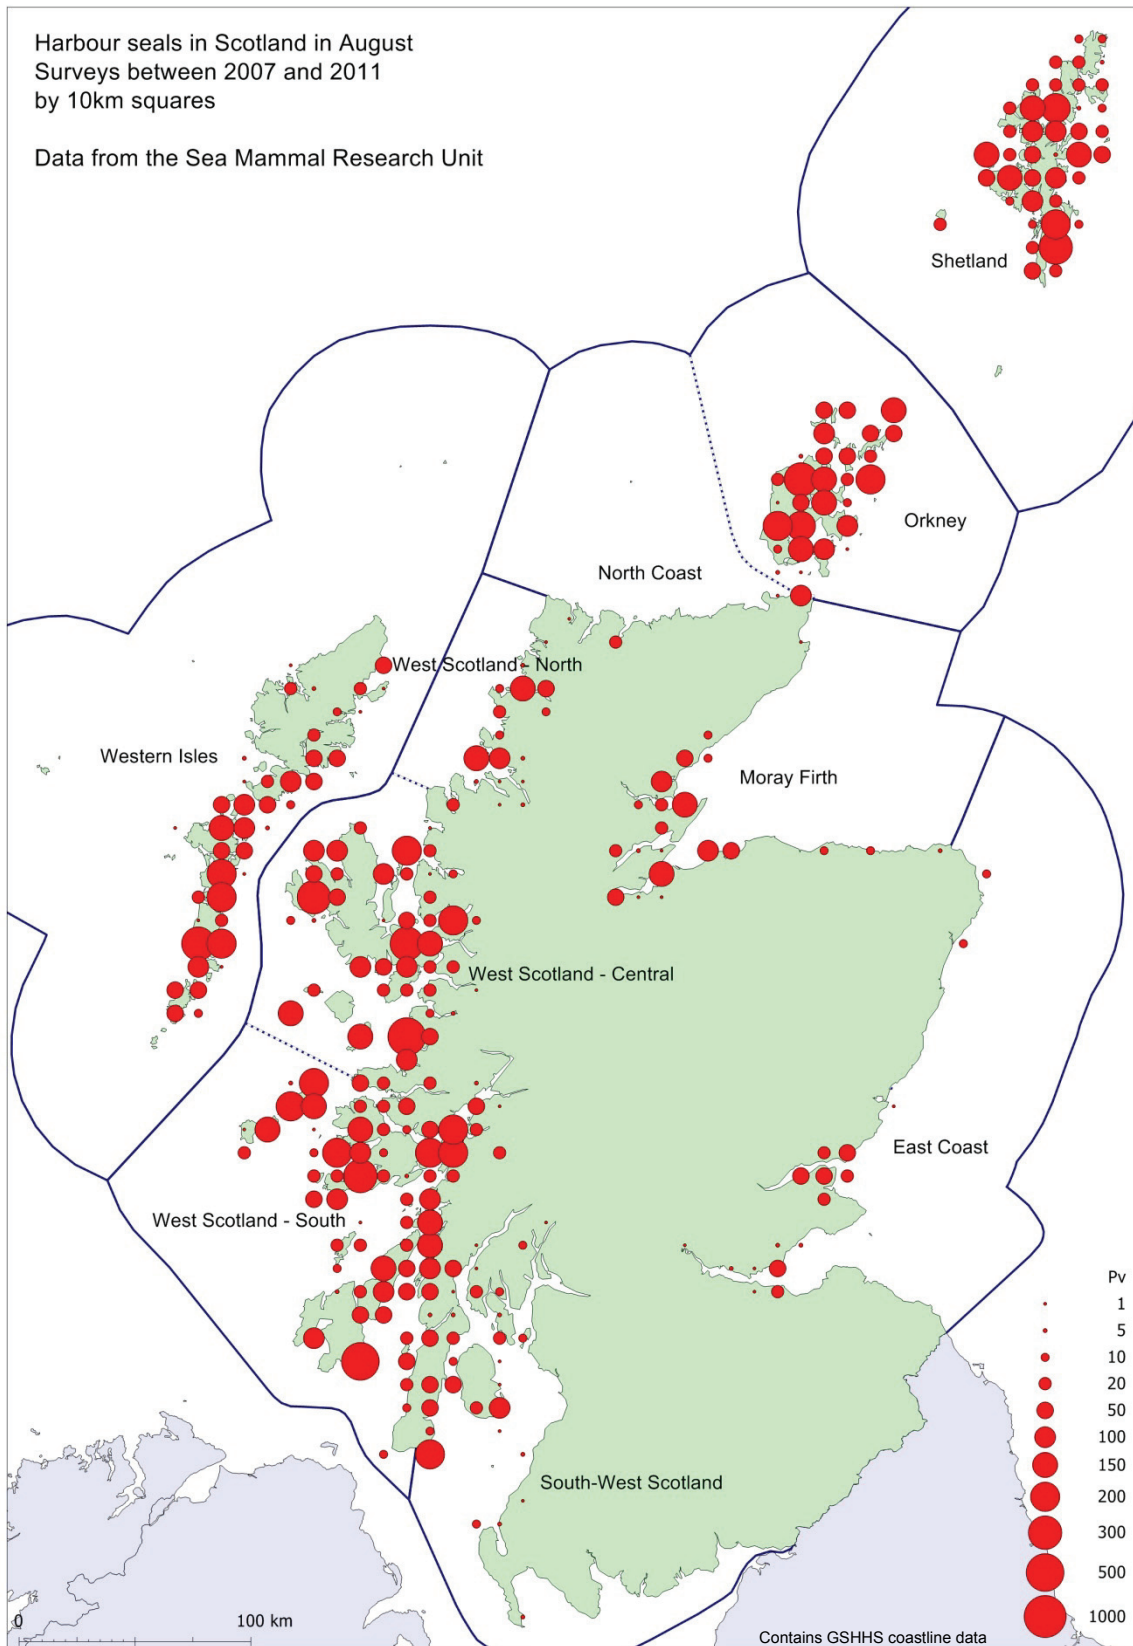 Harbour seals in Scotland in August
Surveys between 2007 and 2011
by 10km squares
Data from the Sea Mammal Research Unit
Shetland
Orkney
North Coast
West Scotland - North
Western Isles
Moray Firth
West Scotland - Central
East Coast
West Scotland - South
South-West Scotland
Pv
1
5
10
20
50
100
150
200
300
500
1000
0
100 km
Contains GSHHS coastline data